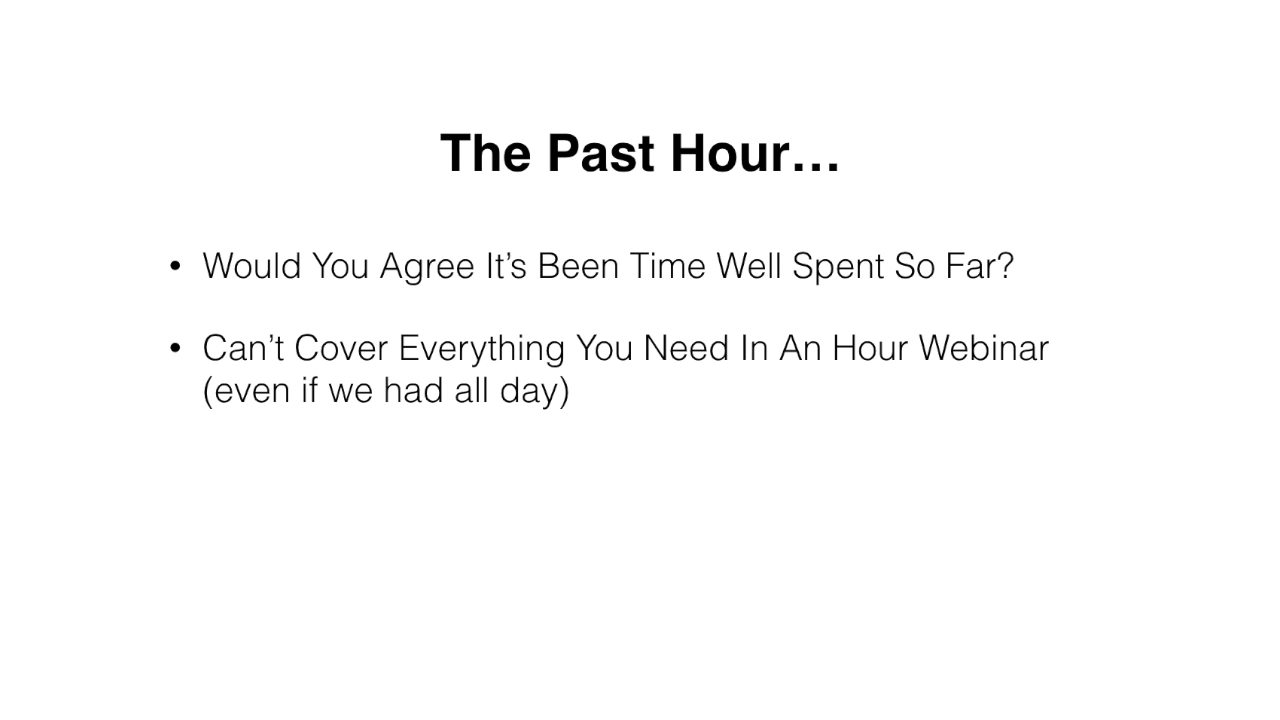 The Past Hour…
• Would You Agree It’s Been Time Well Spent So Far?
• Can’t Cover Everything You Need In An Hour Webinar
(even if we had all day)